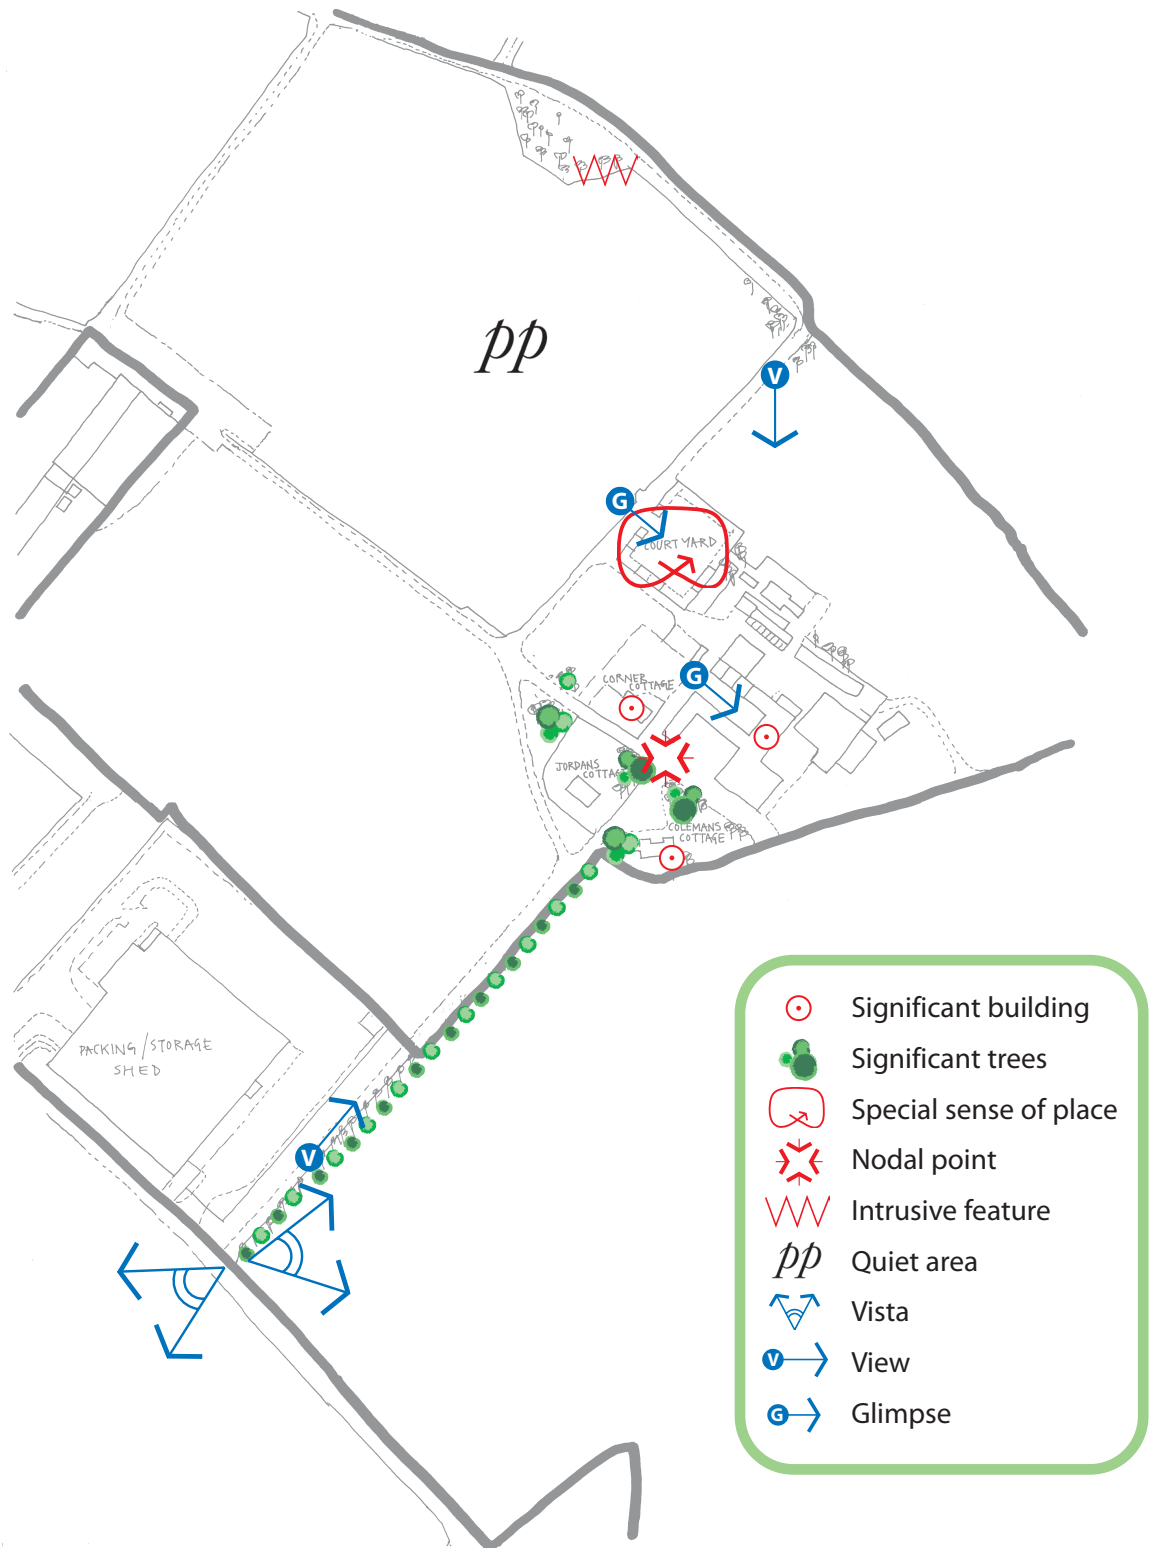 pp
V
G
COURTYARD
G
CORNER
COTTAGE
JORDANS
COTTAGE
COLEMANS
COTTAGE
PACKING/STORAGE
SHED
V
Significant building
Significant trees
Special sense of place
Nodal point
Intrusive feature
pp Quiet area
Vista
V View
G Glimpse